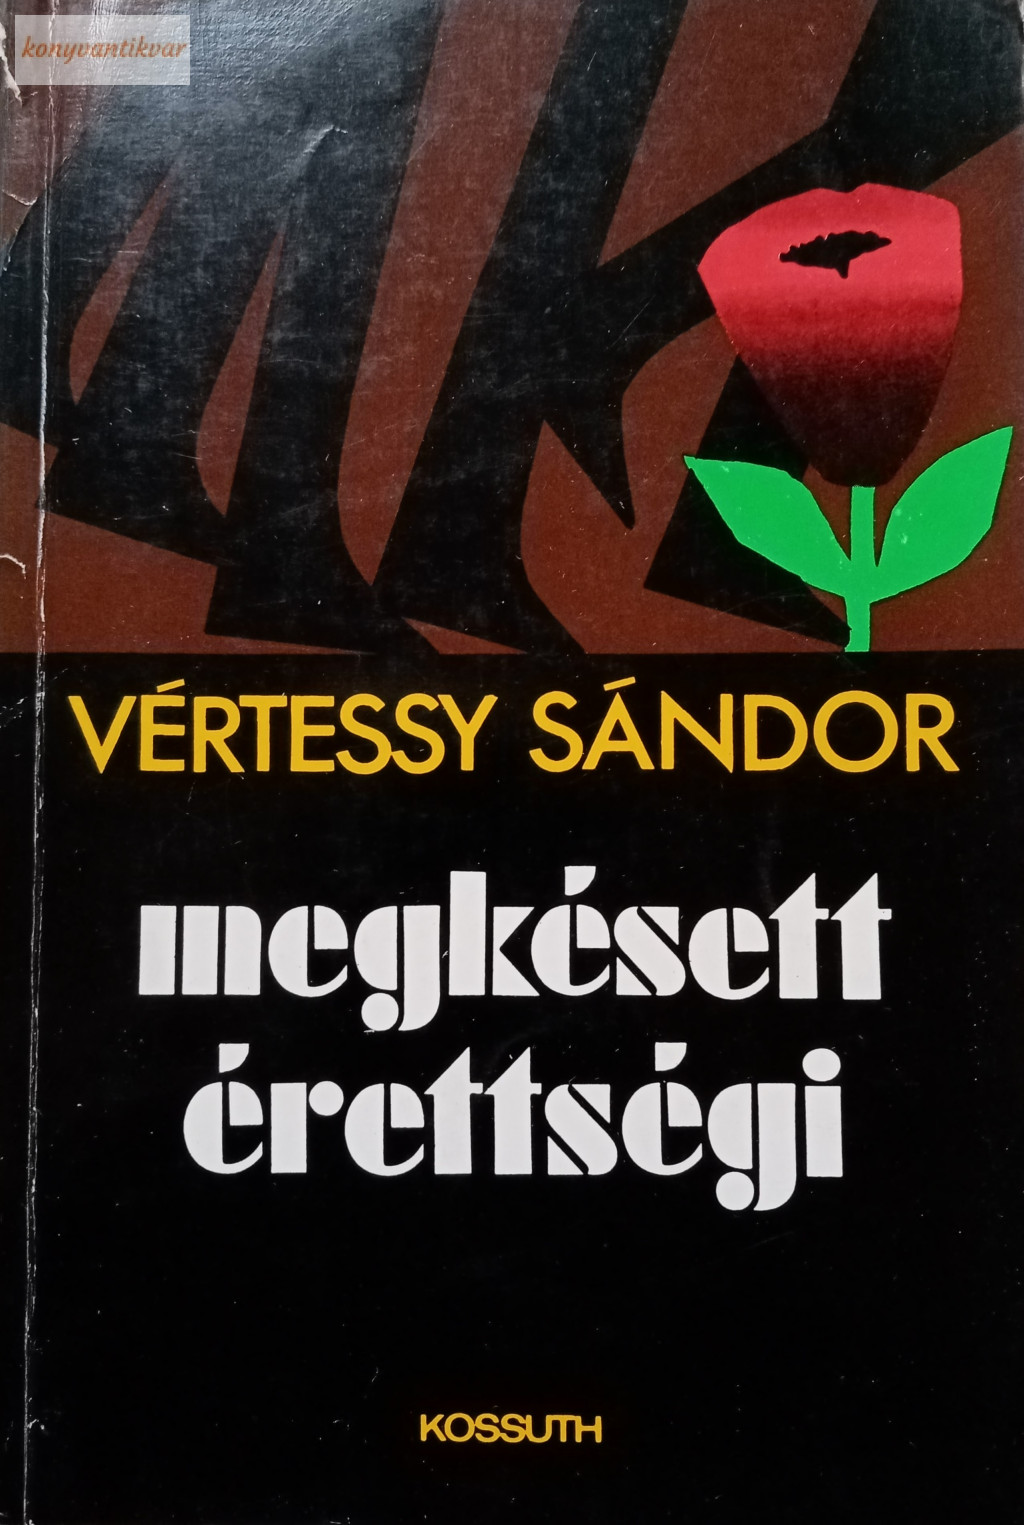 konyvantikvar
VÉRTESSY SÁNDOR
megkésett
érettségi
KOSSUTH